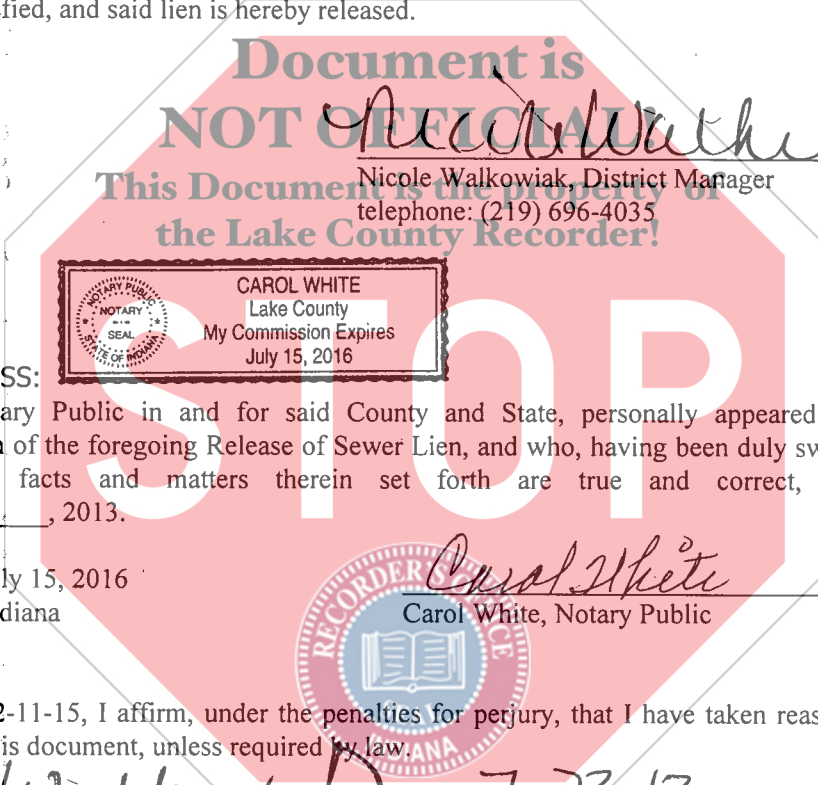 fied, and said lien is hereby released.
Document is
NOT OFFICIAL!
This Document is the property of
the Lake County Recorder!
Nicole Walkowiak, District Manager
telephone: (219) 696-4035
NOTARY PUBLIC
NOTARY
SEAL
STATE OF INDIANA
CAROL WHITE
Lake County
My Commission Expires
July 15, 2016
STOP
SS:
ary Public in and for said County and State, personally appeared
of the foregoing Release of Sewer Lien, and who, having been duly sw
facts and matters therein set forth are true and correct,
, 2013.
ly 15, 2016
diana
Carol White
Carol White, Notary Public
RECORDER'S OFFICE
INDIANA
2-11-15, I affirm, under the penalties for perjury, that I have taken reas
is document, unless required by law.